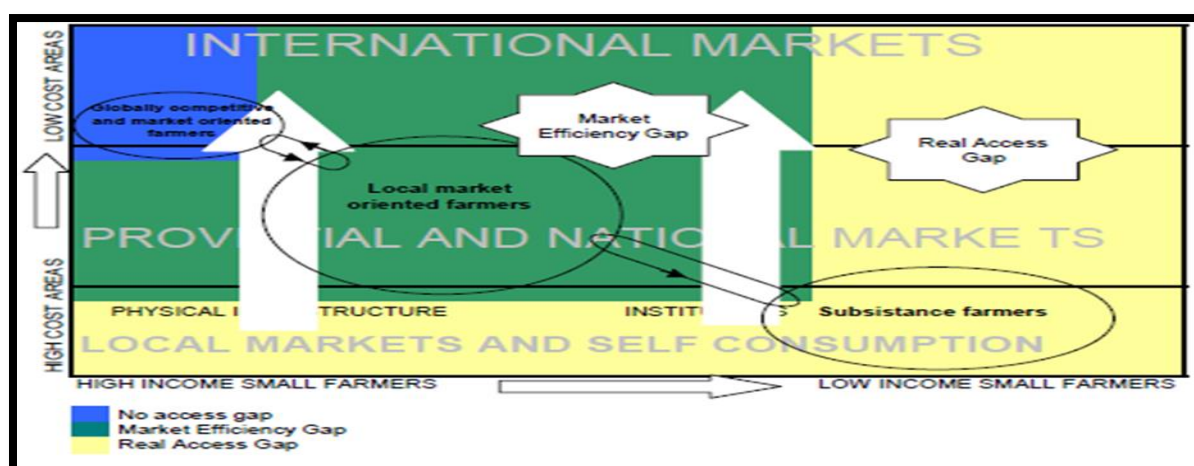 INTERNATIONAL MARKETS
LOW COST AREAS
Globally competitive
and market oriented
farmers
Market
Efficiency Gap
Real Access
Gap
Local market
oriented farmers
PROVI TIAL AND NATIO AL MARKE TS
HIGH COST AREAS
PHYSICAL I STRUCTURE
INSTIT S
Subsistance farmers
LOCAL MARKETS AND SELF CONSUMPTION
HIGH INCOME SMALL FARMERS
LOW INCOME SMALL FARMERS
No access gap
Market Efficiency Gap
Real Access Gap